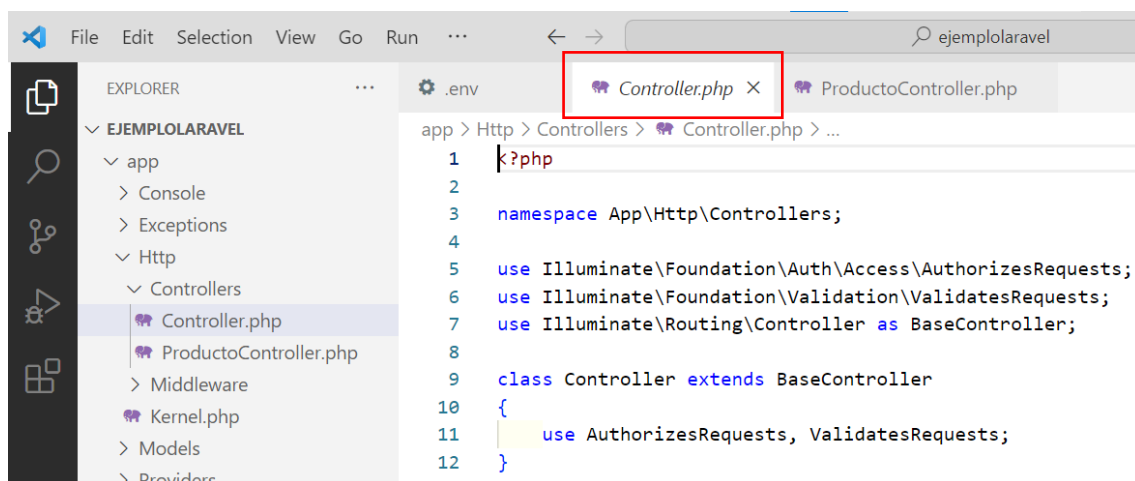 File Edit Selection View Go Run ··· ejemplolaravel
EXPLORER ···
EJEMPLOLARAVEL
app
Console
Exceptions
Http
Controllers
Controller.php
ProductoController.php
Middleware
Kernel.php
Models
Providers
.env Controller.php ProductoController.php
app > Http > Controllers > Controller.php > ...
1 <?php
2
3 namespace App\Http\Controllers;
4
5 use Illuminate\Foundation\Auth\Access\AuthorizesRequests;
6 use Illuminate\Foundation\Validation\ValidatesRequests;
7 use Illuminate\Routing\Controller as BaseController;
8
9 class Controller extends BaseController
10 {
11 use AuthorizesRequests, ValidatesRequests;
12 }